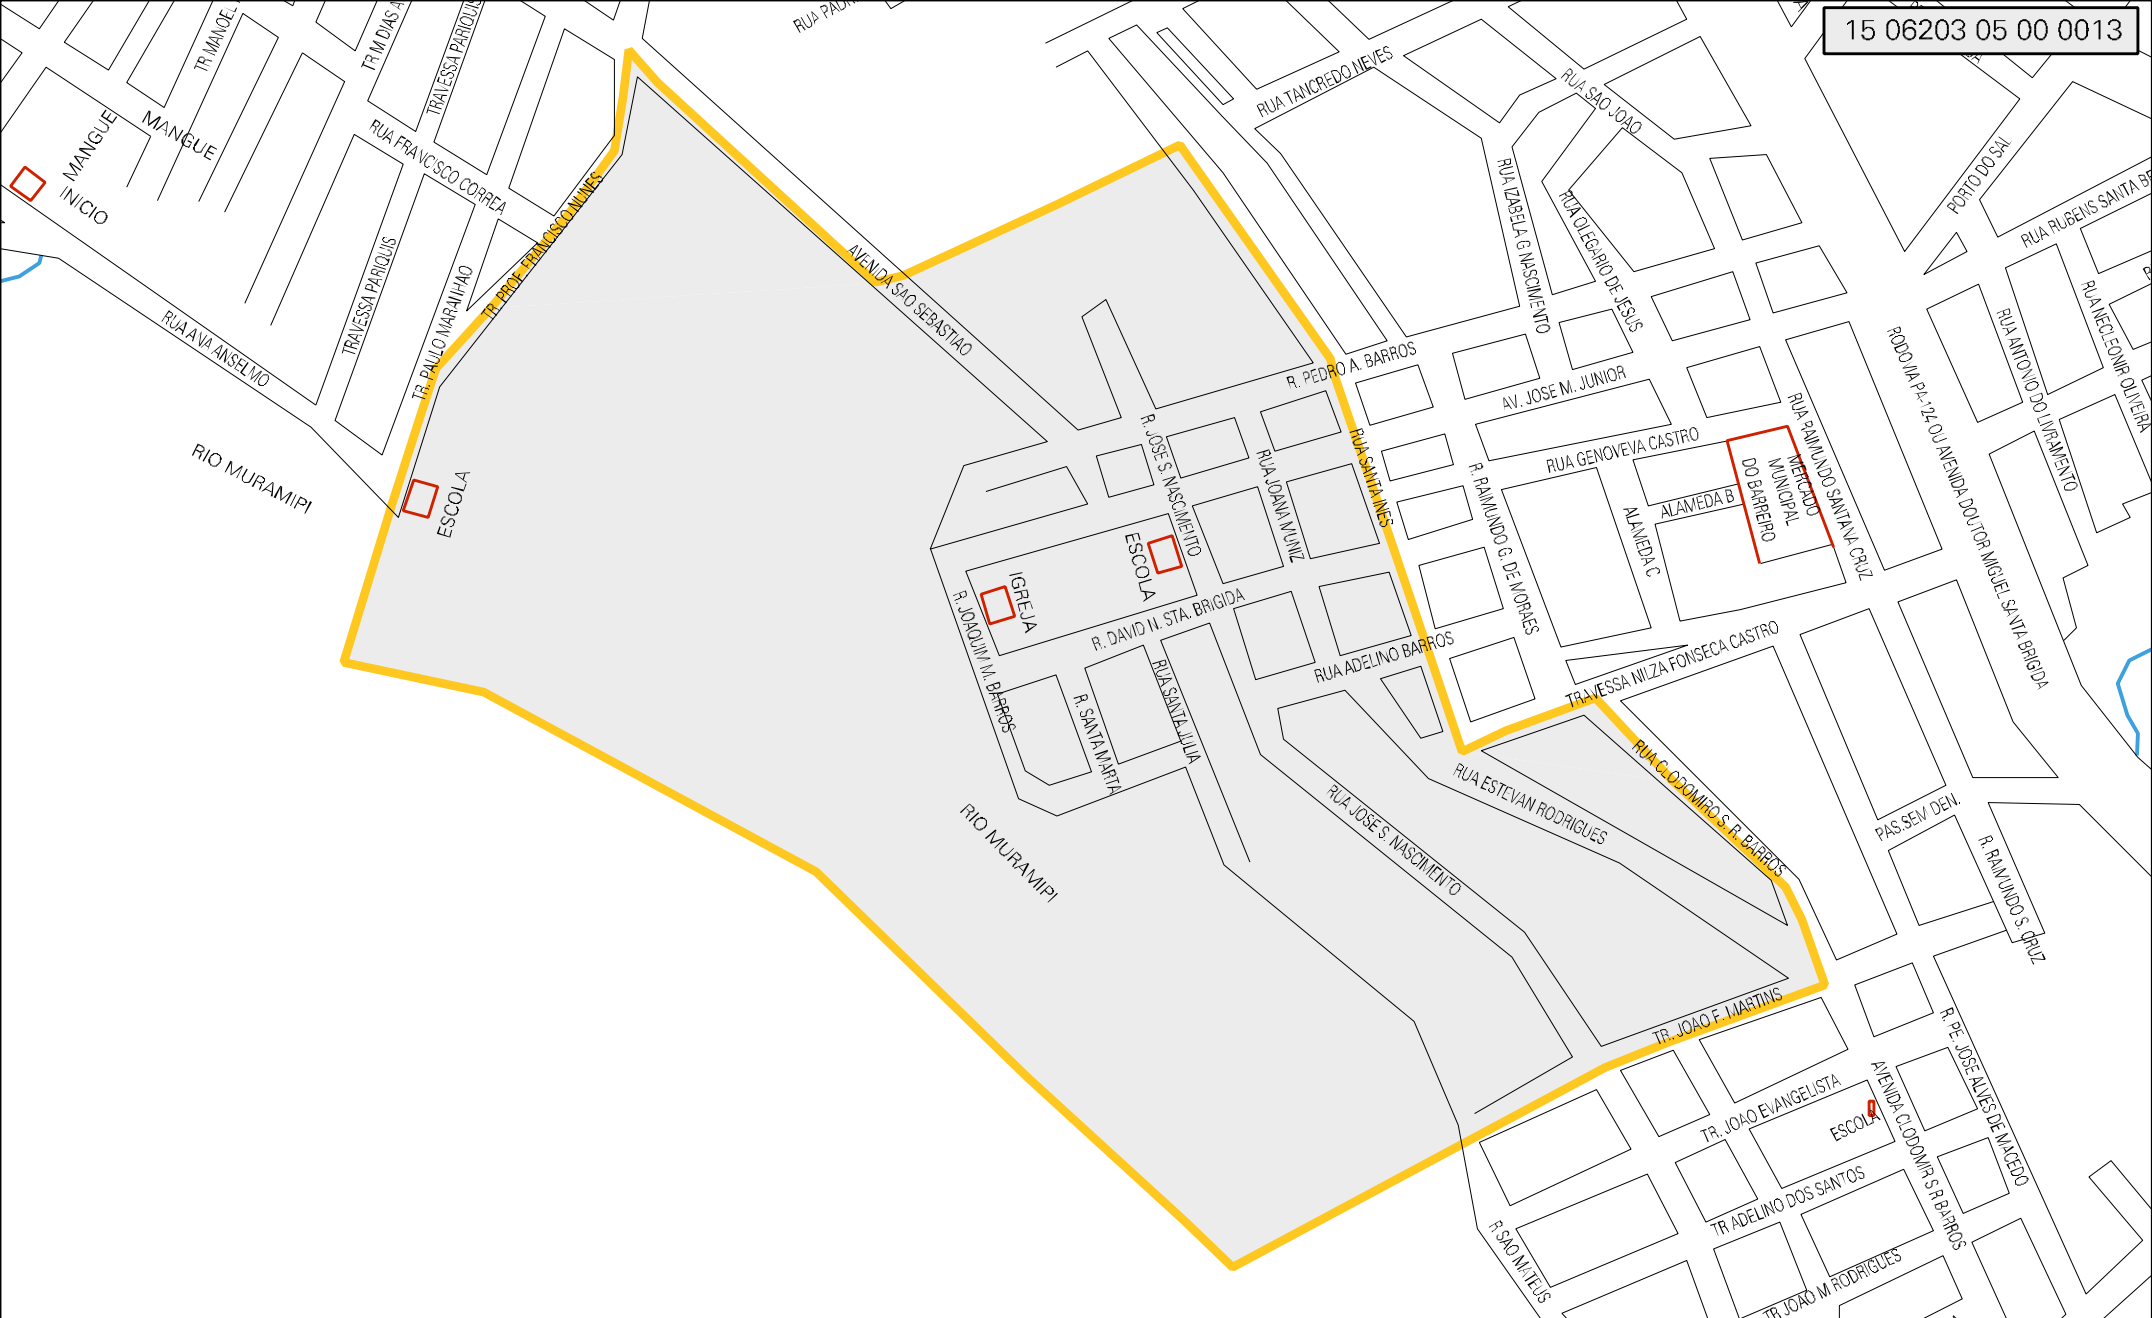 15 06203 05 00 0013
RUA TANCREDO NEVES
RUA SAO JOAO
MANGUE
MANGUE
INICIO
RUA FRANCISCO CORREA
TRAVESSA PARIQUIS
TR. PROF. FRANCISCO NUNES
TRAVESSA PARIQUIS
TR. PAULO MARANHAO
RUA ANA ANSELMO
RIO MURAMIPI
ESCOLA
AVENIDA SAO SEBASTIAO
R. PEDRO A. BARROS
RUA IZABELA G NASCIMENTO
RUA OLEGARIO DE JESUS
PORTO DO SAL
RUA RUBENS SANTA BR
RUA NECLEONIR OLIVEIRA
RUA ANTONIO DO LIVRAMENTO
RODOVIA PA-124 OU AVENIDA DOUTOR MIGUEL SANTA BRIGIDA
AV. JOSE M. JUNIOR
RUA GENOVEVA CASTRO
RUA RAIMUNDO SANTANA CRUZ
MERCADO
MUNICIPAL
DO BARREIRO
ALAMEDA B
ALAMEDA C
R. RAIMUNDO G. DE MORAES
RUA SANTA INES
RUA JOANA MUNIZ
R. JOSE S. NASCIMENTO
ESCOLA
IGREJA
R. JOAQUIM M. BARROS
R. DAVID N. STA. BRIGIDA
RUA ADELINO BARROS
TRAVESSA NILZA FONSECA CASTRO
R. SANTA MARTA
RUA SANTA JULIA
RIO MURAMIPI
RUA JOSE S. NASCIMENTO
RUA ESTEVAN RODRIGUES
RUA CLODOMIRO S. R. BARROS
PAS.SEM DEN.
R. RAIMUNDO S. CRUZ
TR. JOAO F. MARTINS
R. PE. JOSE ALVES DE MACEDO
TR. JOAO EVANGELISTA
ESCOLA
AVENIDA CLODOMIR S R BARROS
TR ADELINO DOS SANTOS
R SAO MATEUS
TR JOAO M RODRIGUES